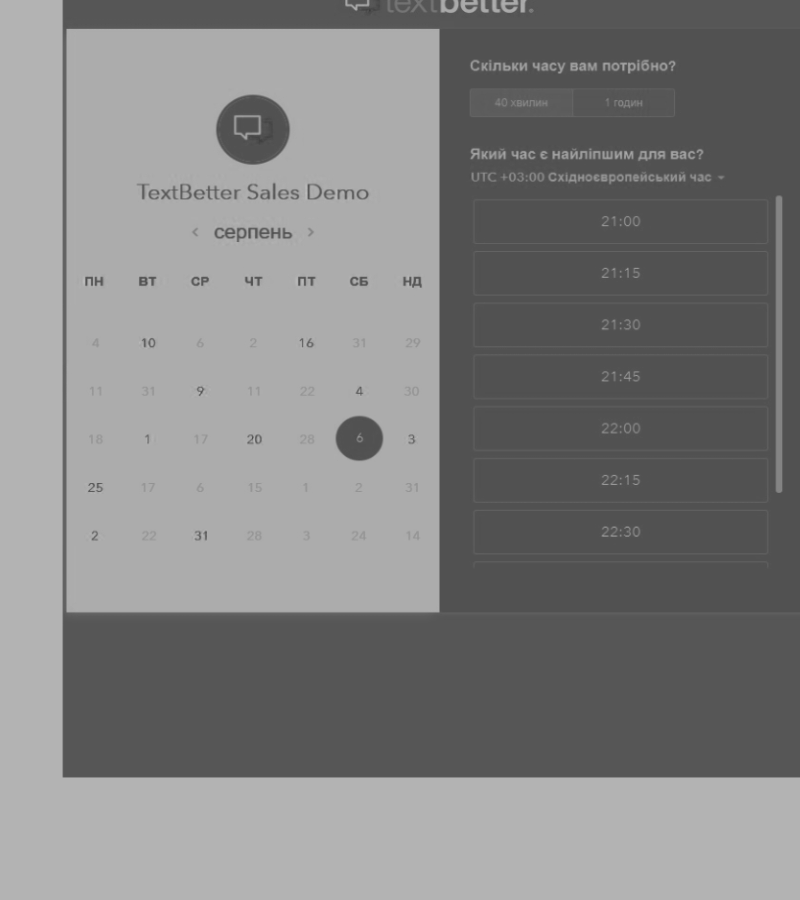 textbetter.
TextBetter Sales Demo
< серпень >
ПН ВТ СР ЧТ ПТ СБ НД
4 10 6 2 16 31 29
11 31 9 11 22 4 30
18 1 17 20 28 6 3
25 17 6 15 1 2 31
2 22 31 28 3 24 14
Скільки часу вам потрібно?
40 хвилин 1 годин
Який час є найліпшим для вас?
UTC +03:00 Східноєвропейський час
21:00
21:15
21:30
21:45
22:00
22:15
22:30